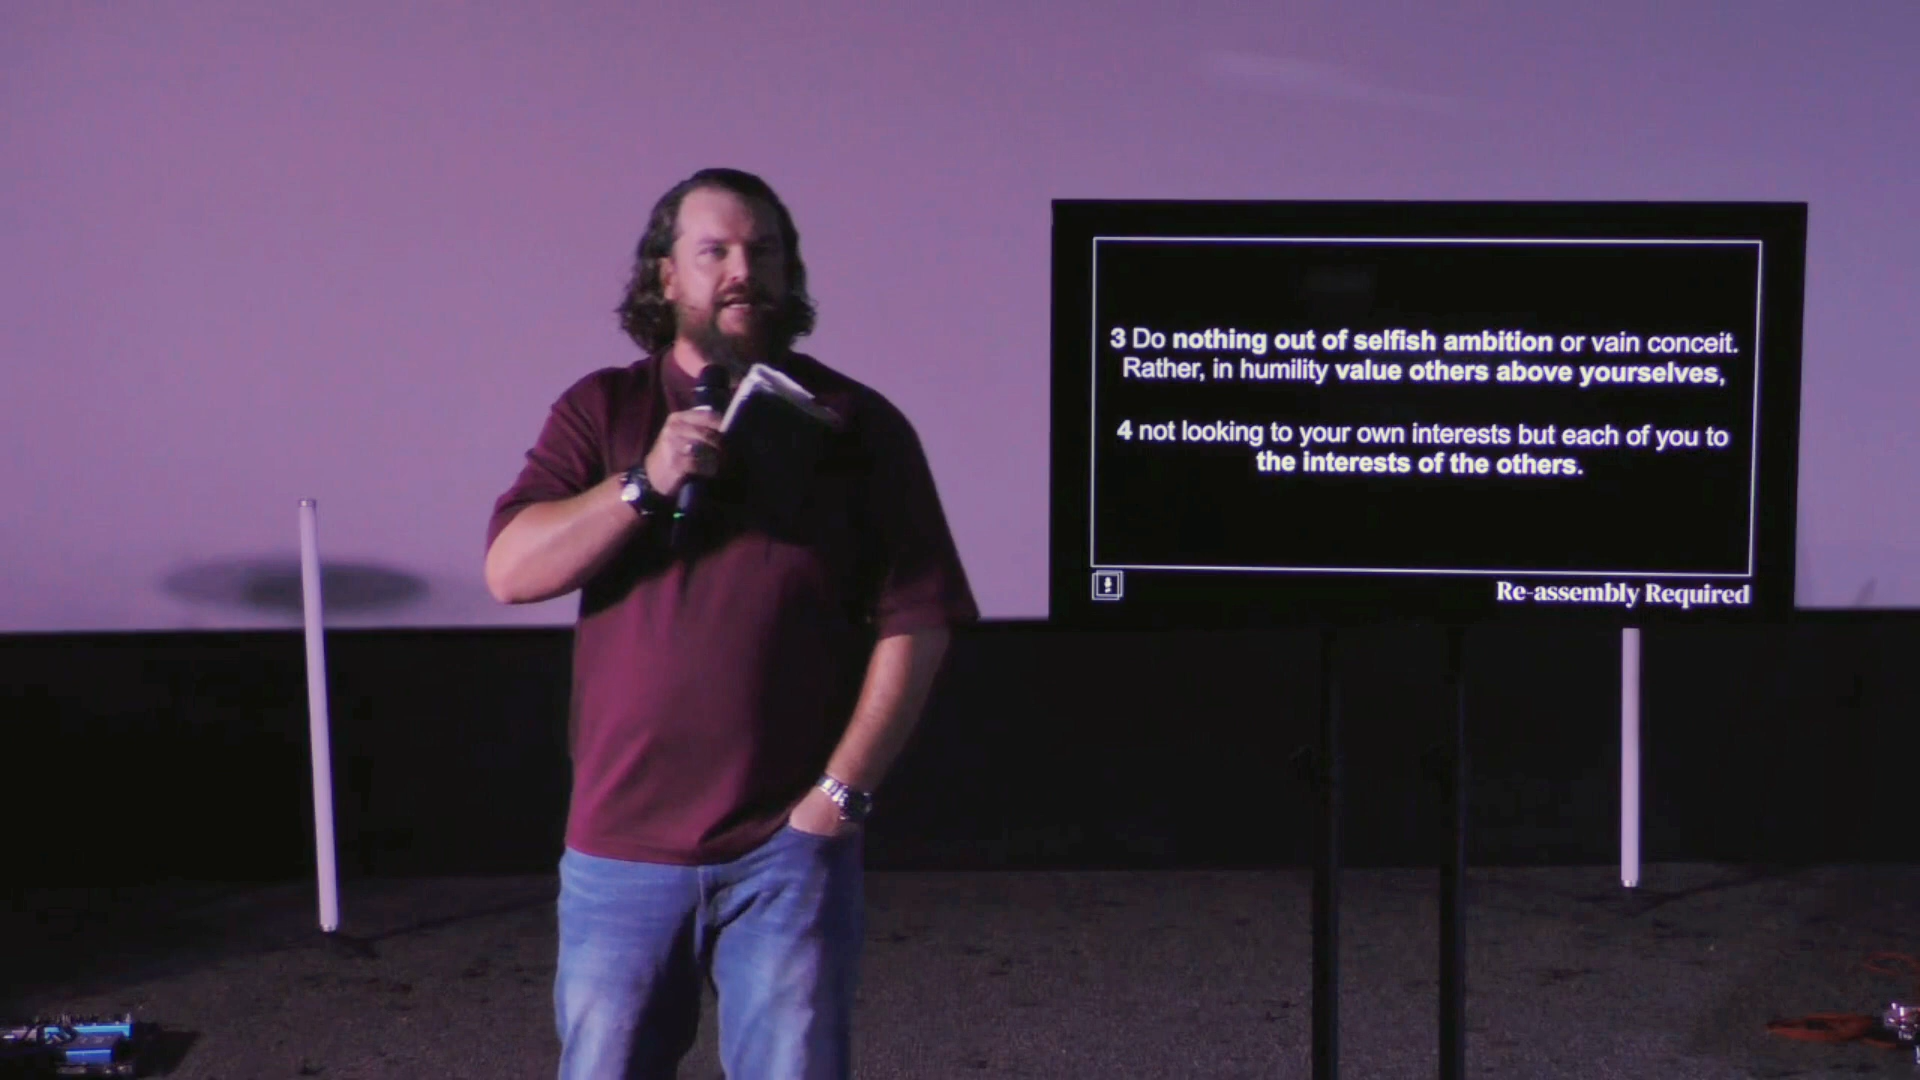 3 Do nothing out of selfish ambition or vain conceit.
Rather, in humility value others above yourselves,
4 not looking to your own interests but each of you to
the interests of the others.
Re-assembly Required